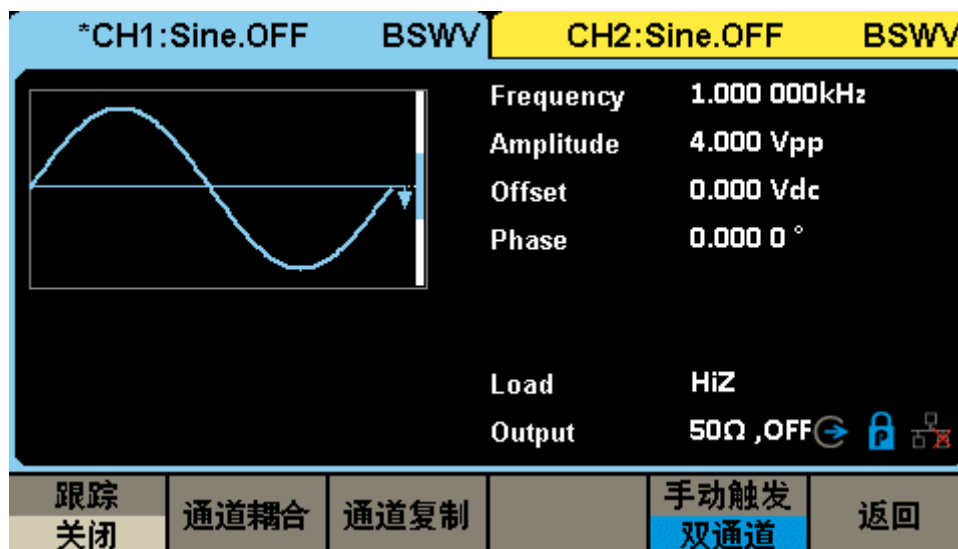 *CH1:Sine.OFF BSWV CH2:Sine.OFF BSWV
Frequency 1.000 000kHz
Amplitude 4.000 Vpp
Offset 0.000 Vdc
Phase 0.000 0 °
Load HiZ
Output 50Ω ,OFF
跟踪
关闭
通道耦合
通道复制
手动触发
双通道
返回